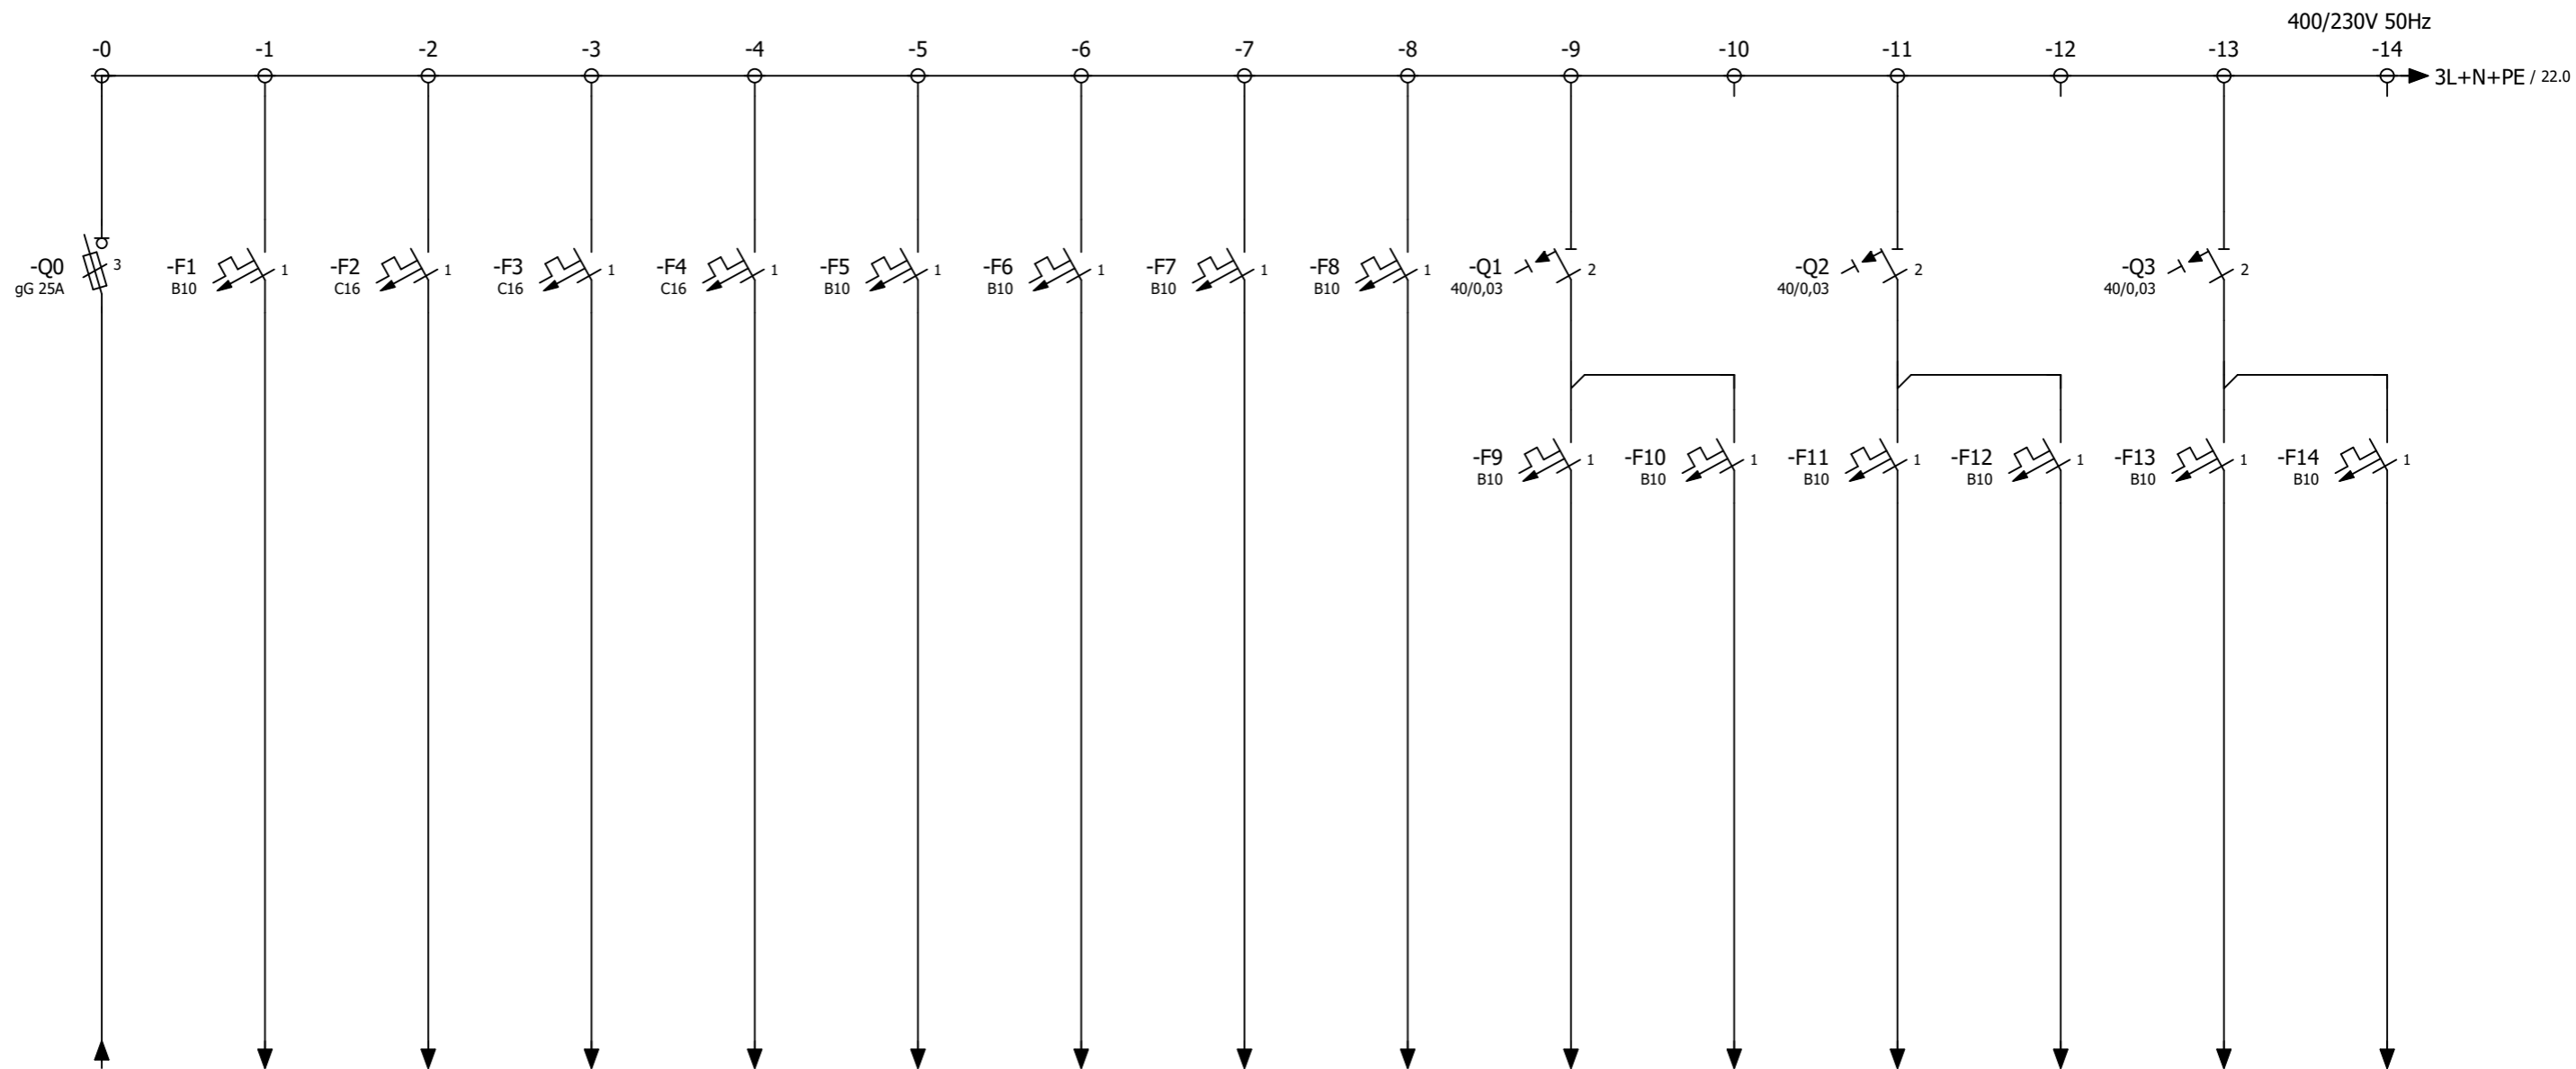 400/230V 50Hz
-0 -1 -2 -3 -4 -5 -6 -7 -8 -9 -10 -11 -12 -13 -14
3L+N+PE / 22.0
-Q0 3 -F1 1 -F2 1 -F3 1 -F4 1 -F5 1 -F6 1 -F7 1 -F8 1 -Q1 2 -Q2 2 -Q3 2
gG 25A B10 C16 C16 C16 B10 B10 B10 B10 40/0,03 40/0,03 40/0,03
-F9 1 -F10 1 -F11 1 -F12 1 -F13 1 -F14 1
B10 B10 B10 B10 B10 B10